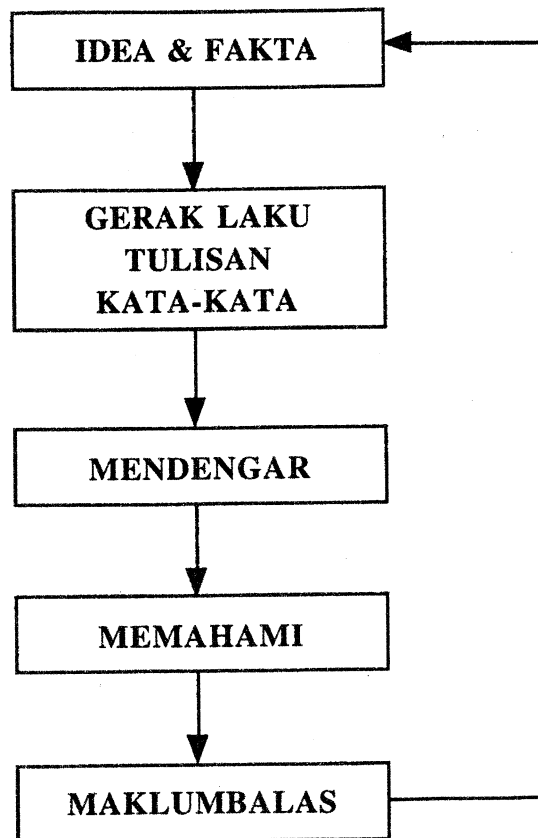 IDEA & FAKTA
GERAK LAKU
TULISAN
KATA-KATA
MENDENGAR
MEMAHAMI
MAKLUMBALAS